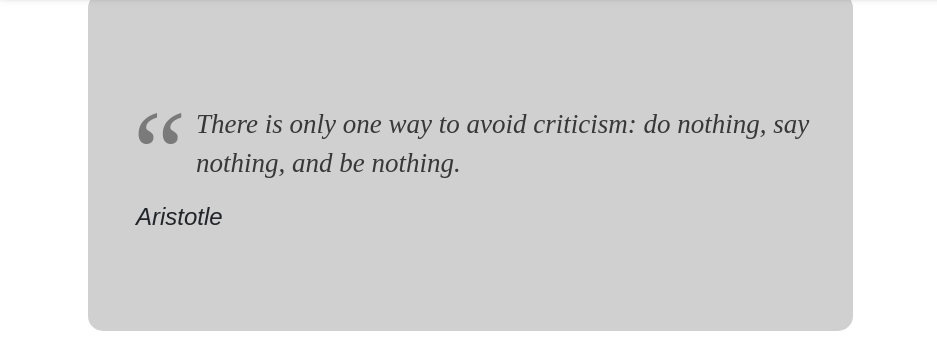 “ There is only one way to avoid criticism: do nothing, say
nothing, and be nothing.
Aristotle